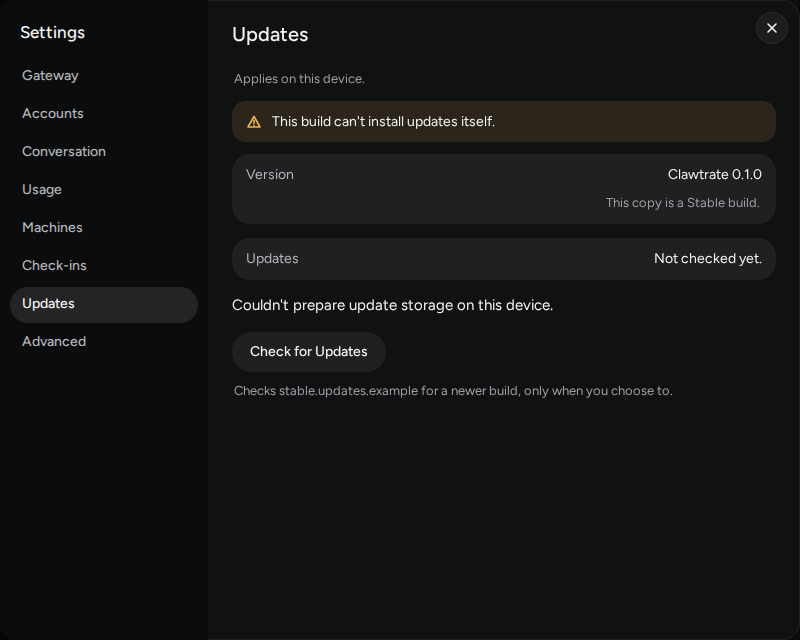 Settings
Gateway
Accounts
Conversation
Usage
Machines
Check-ins
Updates
Advanced
Updates
Applies on this device.
This build can't install updates itself.
Version
Clawtrate 0.1.0
This copy is a Stable build.
Updates
Not checked yet.
Couldn't prepare update storage on this device.
Check for Updates
Checks stable.updates.example for a newer build, only when you choose to.